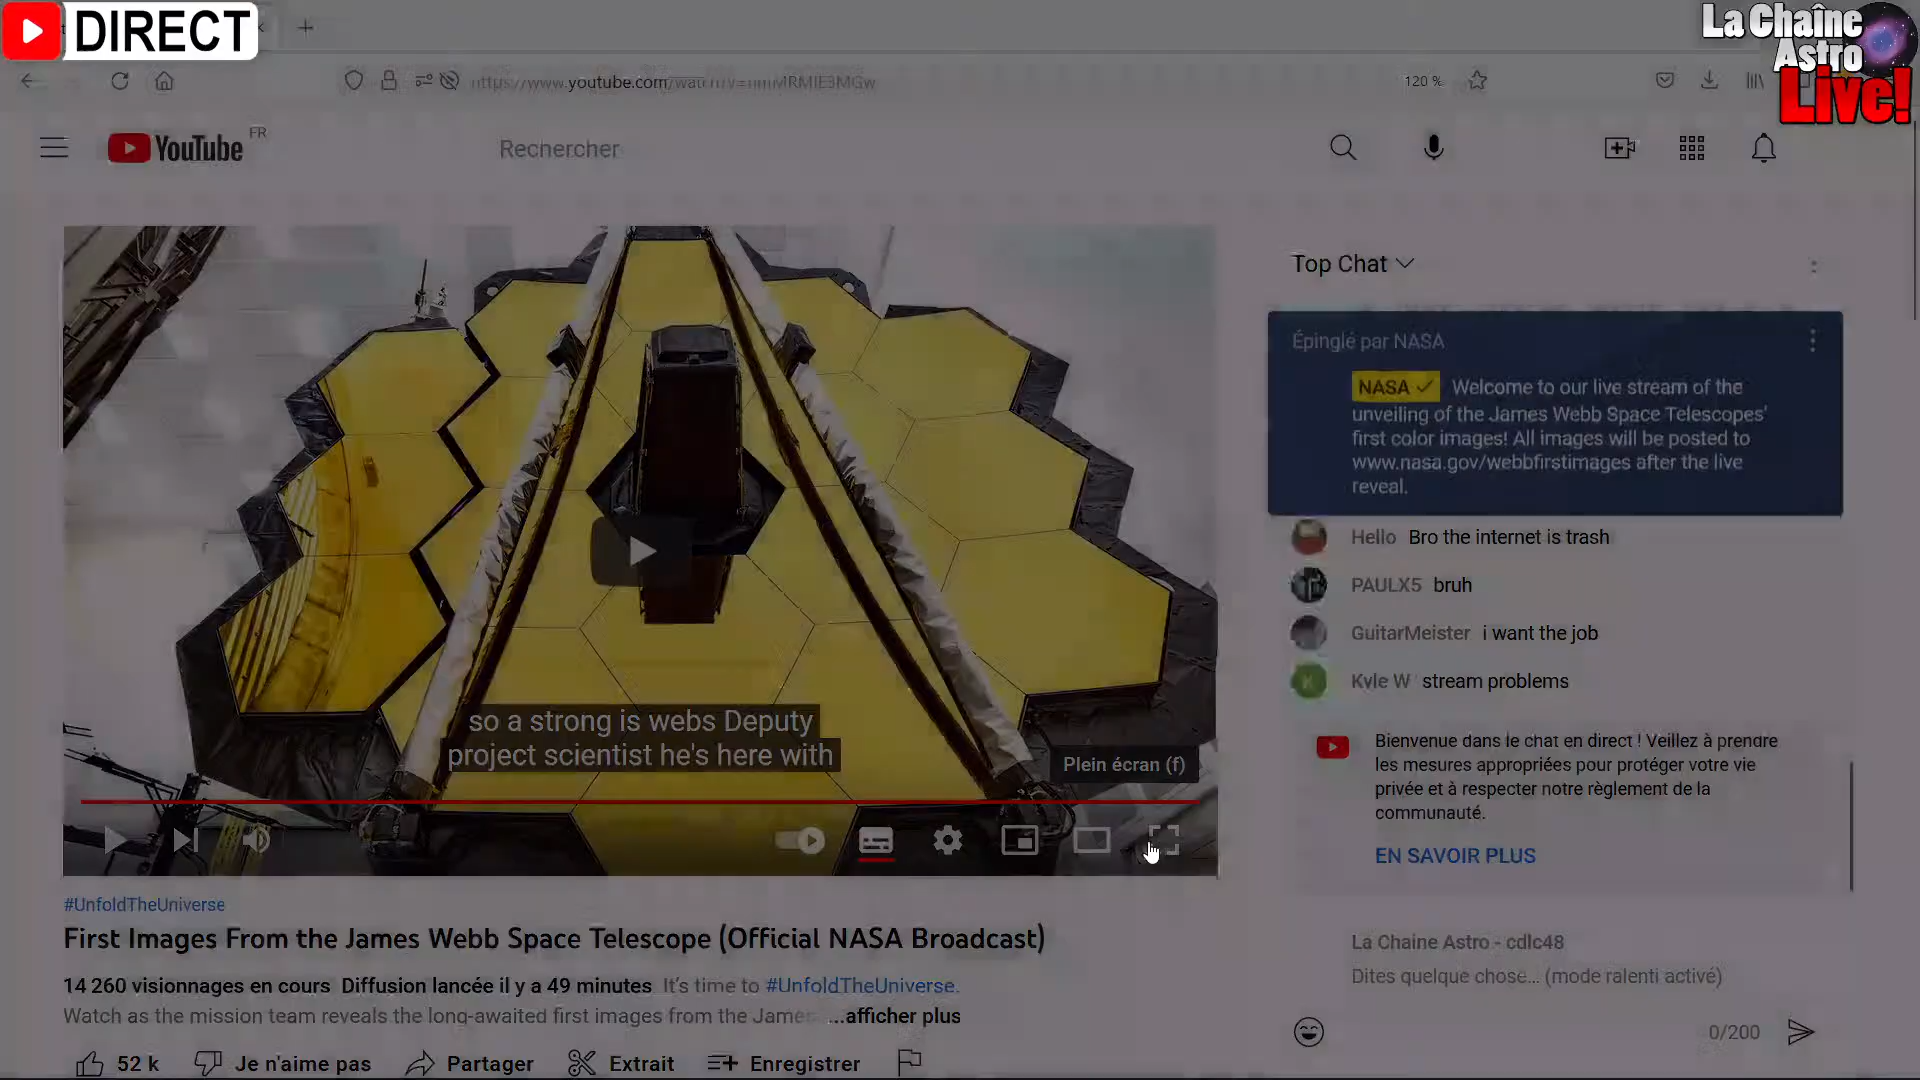 DIRECT
La Chaîne
Astro
Live!
120 %
YouTube FR
Rechercher
Top Chat
Épinglé par NASA
NASA Welcome to our live stream of the
unveiling of the James Webb Space Telescopes'
first color images! All images will be posted to
www.nasa.gov/webbfirstimages after the live
reveal.
Hello Bro the internet is trash
PAULX5 bruh
GuitarMeister i want the job
Kyle W stream problems
so a strong is webs Deputy
project scientist he's here with
Plein écran (f)
Bienvenue dans le chat en direct ! Veillez à prendre
les mesures appropriées pour protéger votre vie
privée et à respecter notre règlement de la
communauté.
EN SAVOIR PLUS
#UnfoldTheUniverse
First Images From the James Webb Space Telescope (Official NASA Broadcast)
14 260 visionnages en cours Diffusion lancée il y a 49 minutes It's time to #UnfoldTheUniverse.
Watch as the mission team reveals the long-awaited first images from the James ...afficher plus
La Chaine Astro - cdlc48
Dites quelque chose... (mode ralenti activé)
0/200
52 k Je n'aime pas Partager Extrait Enregistrer